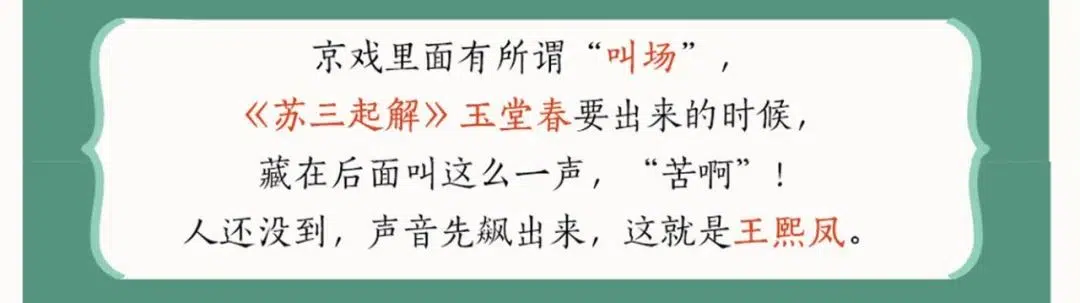 京戏里面有所谓“叫场”，
《苏三起解》玉堂春要出来的时候，
藏在后面叫这么一声，“苦啊”！
人还没到，声音先飙出来，这就是王熙凤。